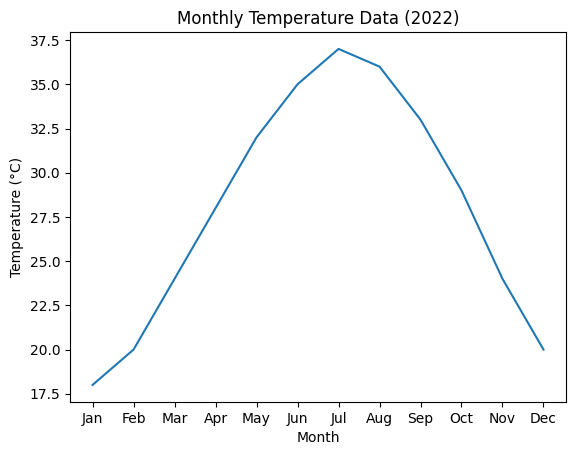 Monthly Temperature Data (2022)
37.5
35.0
32.5
30.0
27.5
25.0
22.5
20.0
17.5
Temperature (°C)
Jan Feb Mar Apr May Jun Jul Aug Sep Oct Nov Dec
Month